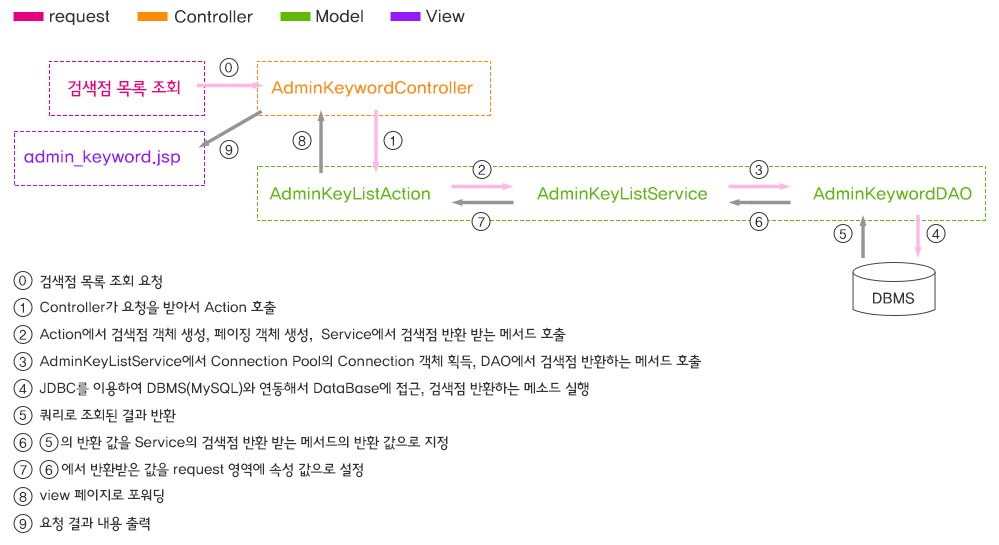 request Controller Model View
⓪
검색점 목록 조회 AdminKeywordController
admin_keyword.jsp
⑨ ⑧ ①
② ③
AdminKeyListAction AdminKeyListService AdminKeywordDAO
⑦ ⑥
⑤ ④
DBMS
⓪ 검색점 목록 조회 요청
① Controller가 요청을 받아서 Action 호출
② Action에서 검색점 객체 생성, 페이징 객체 생성, Service에서 검색점 반환 받는 메서드 호출
③ AdminKeyListService에서 Connection Pool의 Connection 객체 획득, DAO에서 검색점 반환하는 메서드 호출
④ JDBC를 이용하여 DBMS(MySQL)와 연동해서 DataBase에 접근, 검색점 반환하는 메소드 실행
⑤ 쿼리로 조회된 결과 반환
⑥ ⑤의 반환 값을 Service의 검색점 반환 받는 메서드의 반환 값으로 지정
⑦ ⑥에서 반환받은 값을 request 영역에 속성 값으로 설정
⑧ view 페이지로 포워딩
⑨ 요청 결과 내용 출력